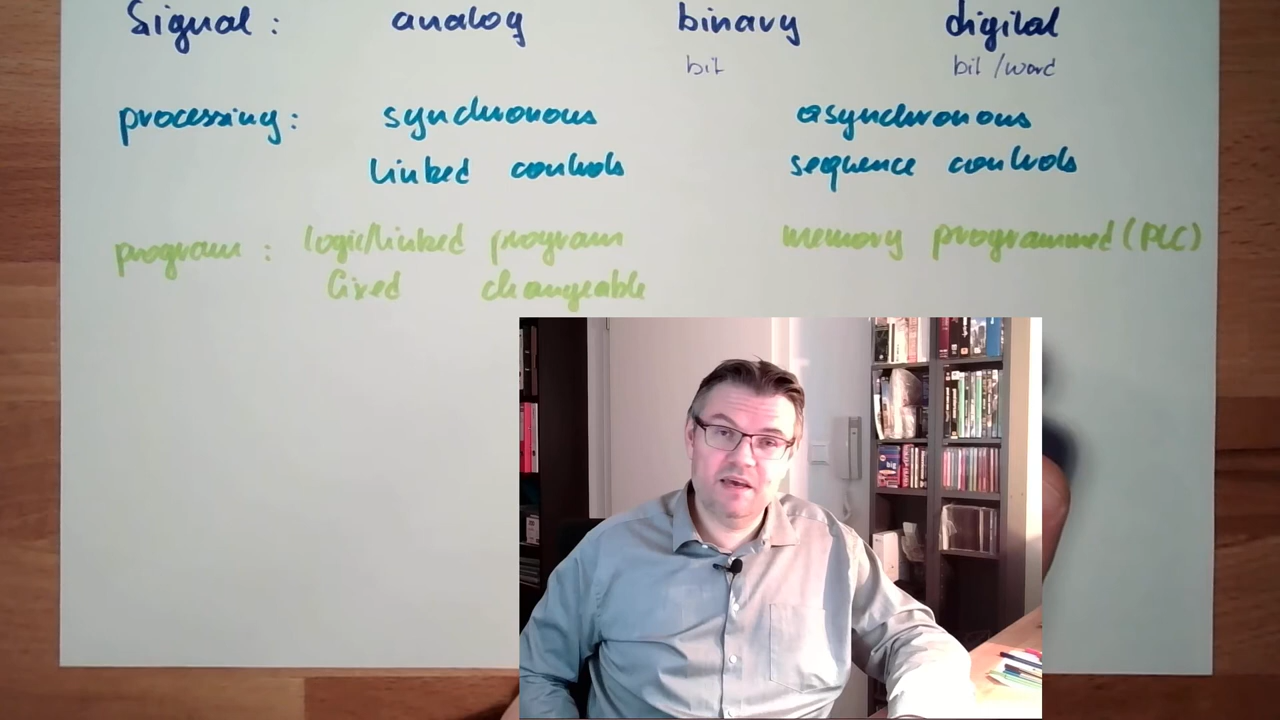 Signal: analog binary digital
bit bit/word
processing: synchronous asynchronous
linked controls sequence controls
program: logic/linked program memory programmed (PLC)
fixed changeable